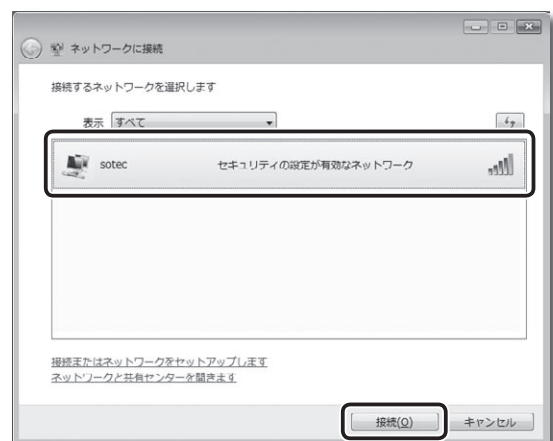 ネットワークに接続
接続するネットワークを選択します
表示 すべて
sotec セキュリティの設定が有効なネットワーク
接続またはネットワークをセットアップします
ネットワークと共有センターを開きます
接続(O) キャンセル